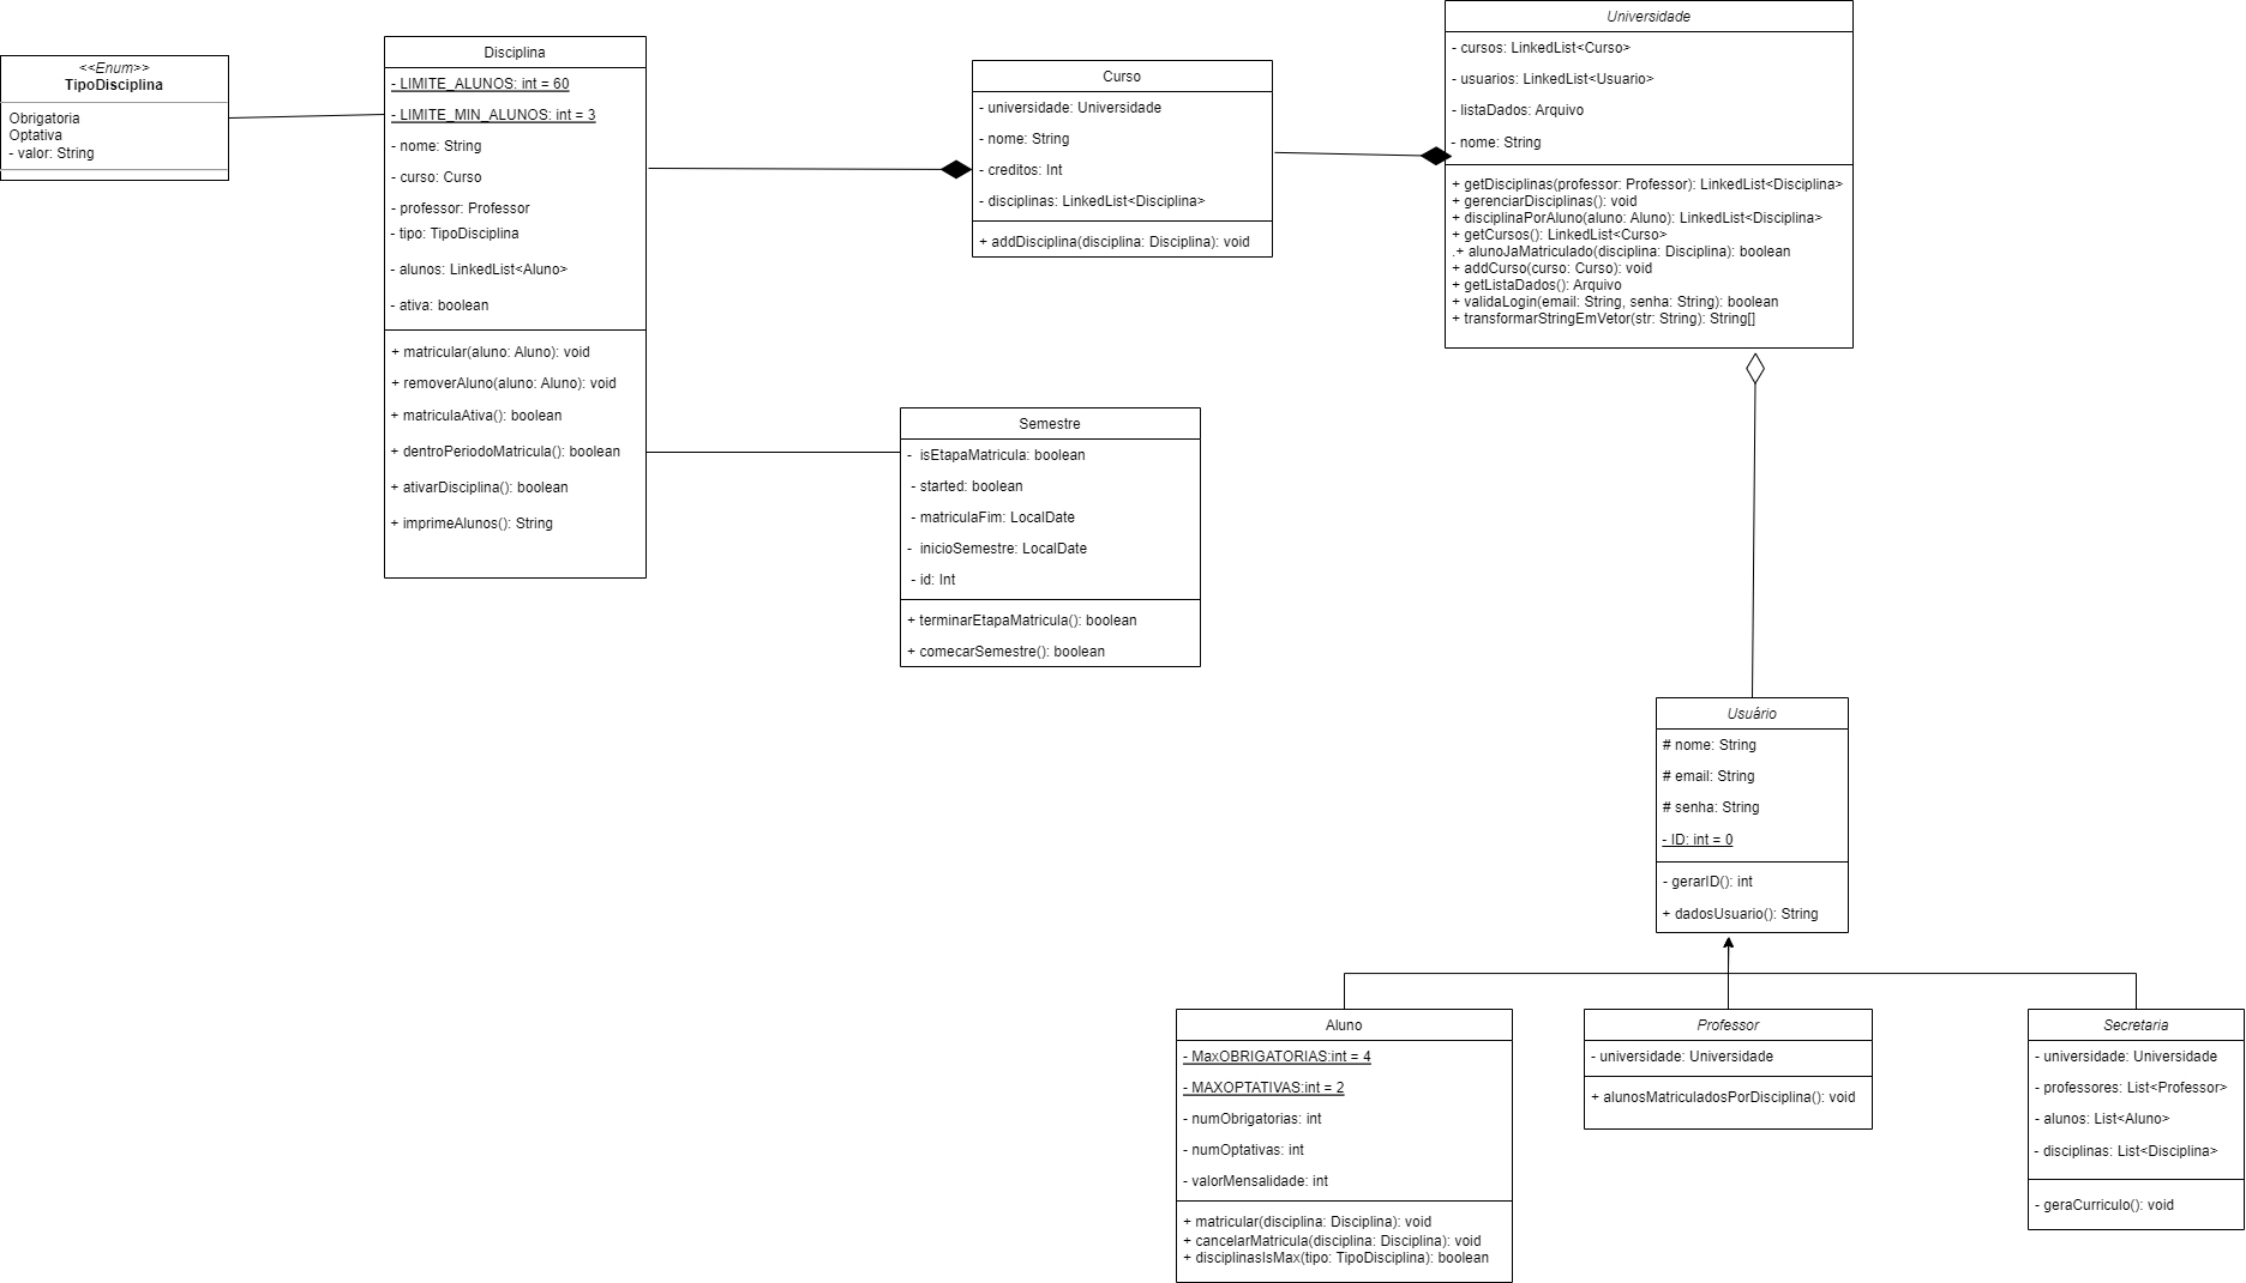 <<Enum>>
TipoDisciplina
Obrigatoria
Optativa
- valor: String
Disciplina
- LIMITE_ALUNOS: int = 60
- LIMITE_MIN_ALUNOS: int = 3
- nome: String
- curso: Curso
- professor: Professor
- tipo: TipoDisciplina
- alunos: LinkedList<Aluno>
- ativa: boolean
+ matricular(aluno: Aluno): void
+ removerAluno(aluno: Aluno): void
+ matriculaAtiva(): boolean
+ dentroPeriodoMatricula(): boolean
+ ativarDisciplina(): boolean
+ imprimeAlunos(): String
Curso
- universidade: Universidade
- nome: String
- creditos: Int
- disciplinas: LinkedList<Disciplina>
+ addDisciplina(disciplina: Disciplina): void
Universidade
- cursos: LinkedList<Curso>
- usuarios: LinkedList<Usuario>
- listaDados: Arquivo
- nome: String
+ getDisciplinas(professor: Professor): LinkedList<Disciplina>
+ gerenciarDisciplinas(): void
+ disciplinaPorAluno(aluno: Aluno): LinkedList<Disciplina>
+ getCursos(): LinkedList<Curso>
.+ alunoJaMatriculado(disciplina: Disciplina): boolean
+ addCurso(curso: Curso): void
+ getListaDados(): Arquivo
+ validaLogin(email: String, senha: String): boolean
+ transformarStringEmVetor(str: String): String[]
Semestre
- isEtapaMatricula: boolean
- started: boolean
- matriculaFim: LocalDate
- inicioSemestre: LocalDate
- id: Int
+ terminarEtapaMatricula(): boolean
+ comecarSemestre(): boolean
Usuário
# nome: String
# email: String
# senha: String
- ID: int = 0
- gerarID(): int
+ dadosUsuario(): String
Aluno
- MaxOBRIGATORIAS:int = 4
- MAXOPTATIVAS:int = 2
- numObrigatorias: int
- numOptativas: int
- valorMensalidade: int
+ matricular(disciplina: Disciplina): void
+ cancelarMatricula(disciplina: Disciplina): void
+ disciplinasIsMax(tipo: TipoDisciplina): boolean
Professor
- universidade: Universidade
+ alunosMatriculadosPorDisciplina(): void
Secretaria
- universidade: Universidade
- professores: List<Professor>
- alunos: List<Aluno>
- disciplinas: List<Disciplina>
- geraCurriculo(): void